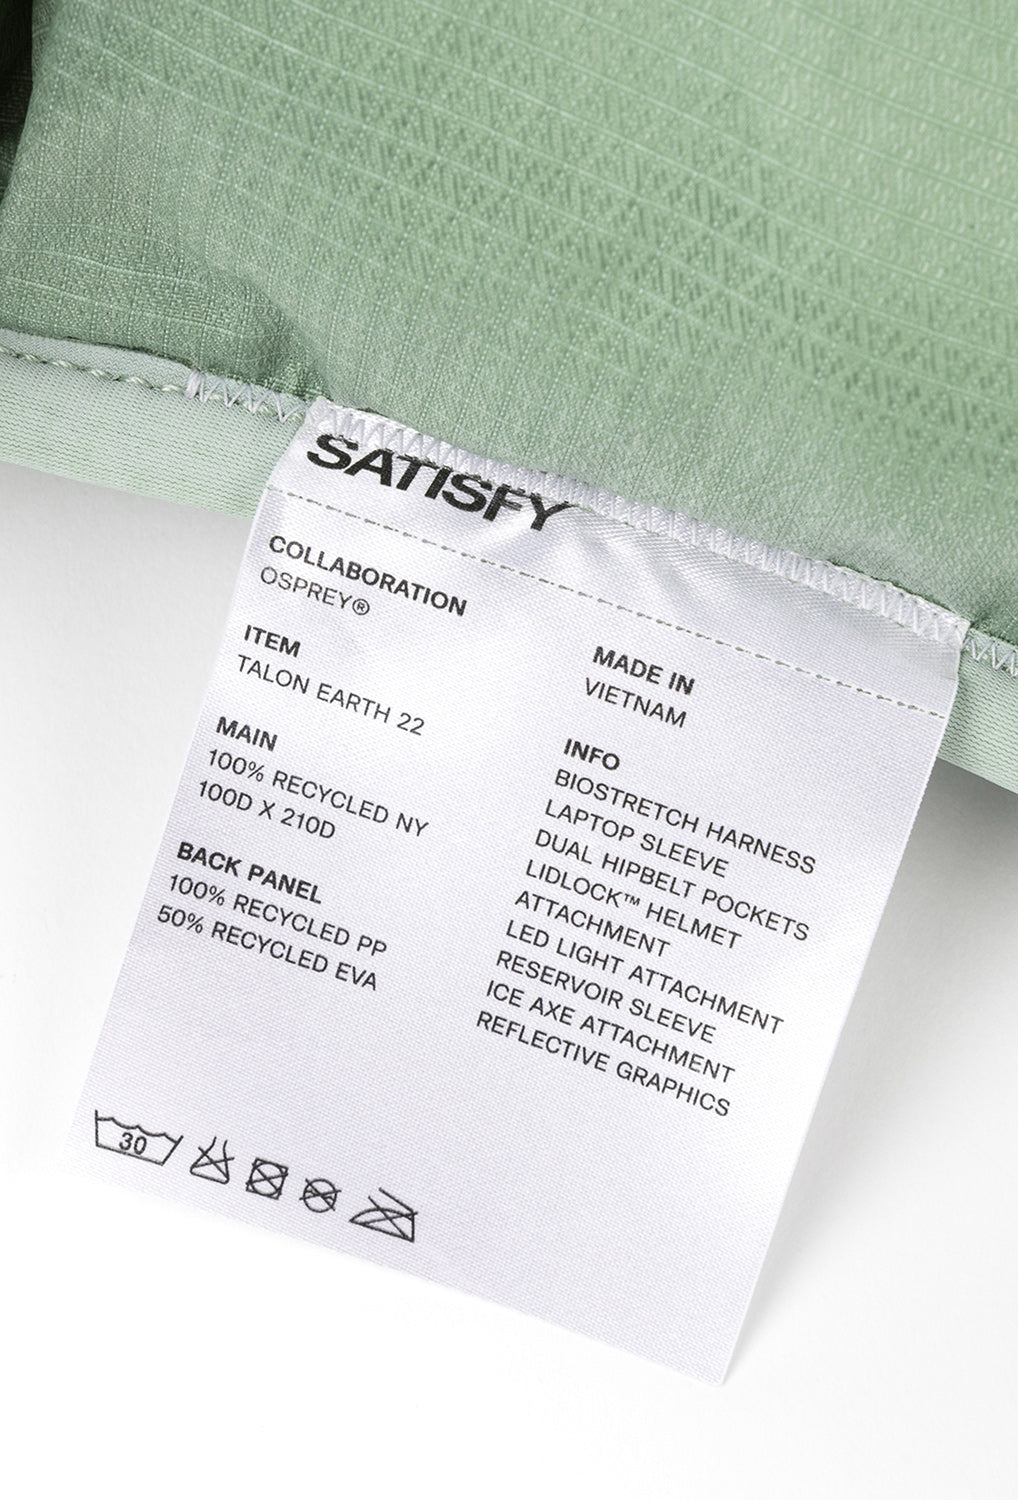 SATISFY
COLLABORATION
OSPREY®
ITEM
TALON EARTH 22
MAIN
100% RECYCLED NY
100D X 210D
BACK PANEL
100% RECYCLED PP
50% RECYCLED EVA
MADE IN
VIETNAM
INFO
BIOSTRETCH HARNESS
LAPTOP SLEEVE
DUAL HIPBELT POCKETS
LIDLOCK™ HELMET
ATTACHMENT
LED LIGHT ATTACHMENT
RESERVOIR SLEEVE
ICE AXE ATTACHMENT
REFLECTIVE GRAPHICS
30